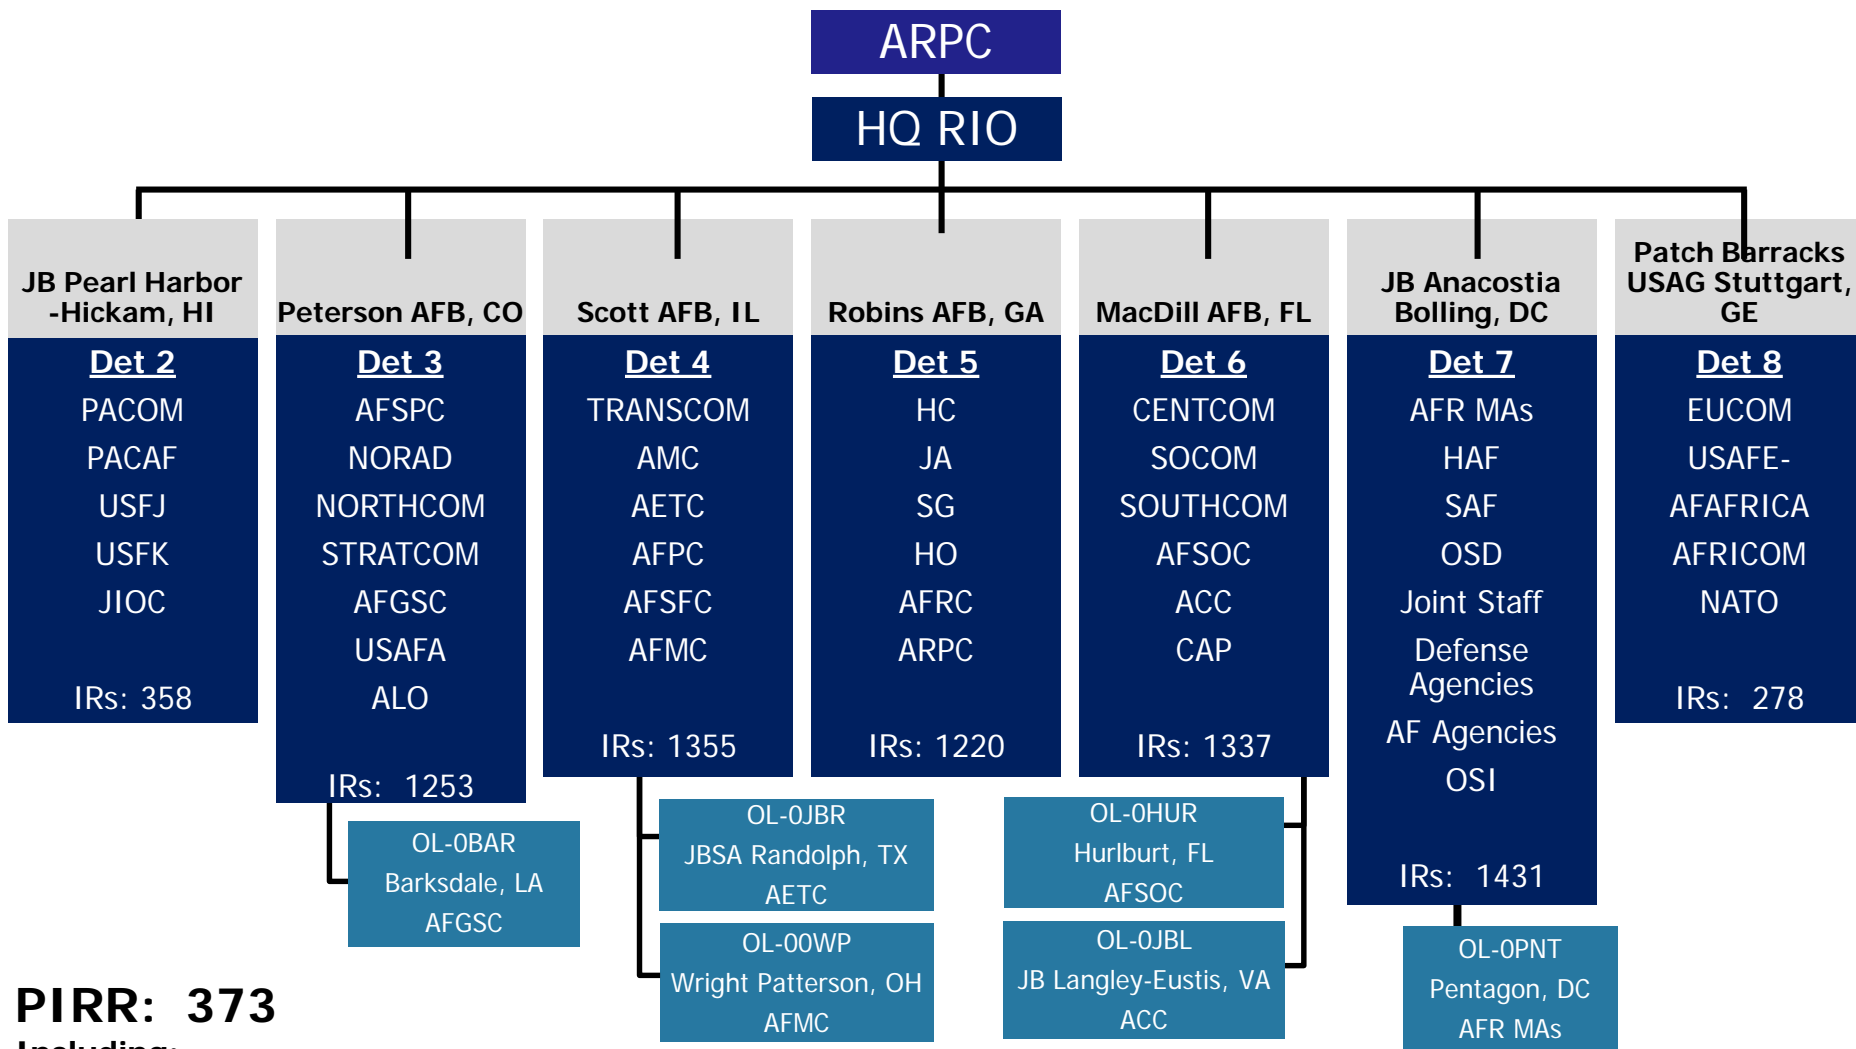 ARPC
HQ RIO
JB Pearl Harbor
-Hickam, HI
Det 2
PACOM
PACAF
USFJ
USFK
JIOC
IRs: 358
Peterson AFB, CO
Det 3
AFSPC
NORAD
NORTHCOM
STRATCOM
AFGSC
USAFA
ALO
IRs: 1253
OL-0BAR
Barksdale, LA
AFGSC
Scott AFB, IL
Det 4
TRANSCOM
AMC
AETC
AFPC
AFSFC
AFMC
IRs: 1355
OL-0JBR
JBSA Randolph, TX
AETC
OL-00WP
Wright Patterson, OH
AFMC
Robins AFB, GA
Det 5
HC
JA
SG
HO
AFRC
ARPC
IRs: 1220
MacDill AFB, FL
Det 6
CENTCOM
SOCOM
SOUTHCOM
AFSOC
ACC
CAP
IRs: 1337
OL-0HUR
Hurlburt, FL
AFSOC
OL-0JBL
JB Langley-Eustis, VA
ACC
JB Anacostia
Bolling, DC
Det 7
AFR MAs
HAF
SAF
OSD
Joint Staff
Defense
Agencies
AF Agencies
OSI
IRs: 1431
OL-0PNT
Pentagon, DC
AFR MAs
Patch Barracks
USAG Stuttgart,
GE
Det 8
EUCOM
USAFE-
AFAFRICA
AFRICOM
NATO
IRs: 278
PIRR: 373
Including: